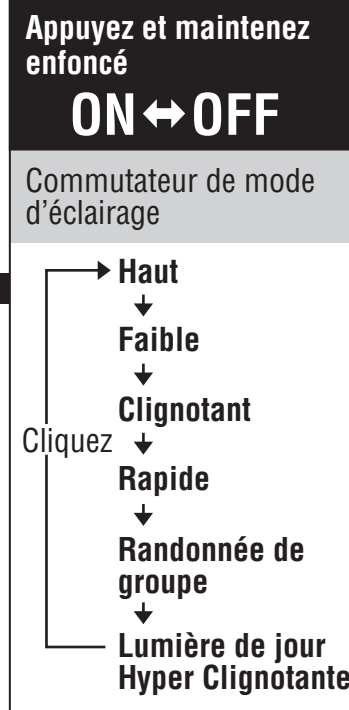 Appuyez et maintenez
enfoncé
ON↔OFF
Commutateur de mode
d'éclairage
Haut
Faible
Clignotant
Cliquez
Rapide
Randonnée de
groupe
Lumière de jour
Hyper Clignotante